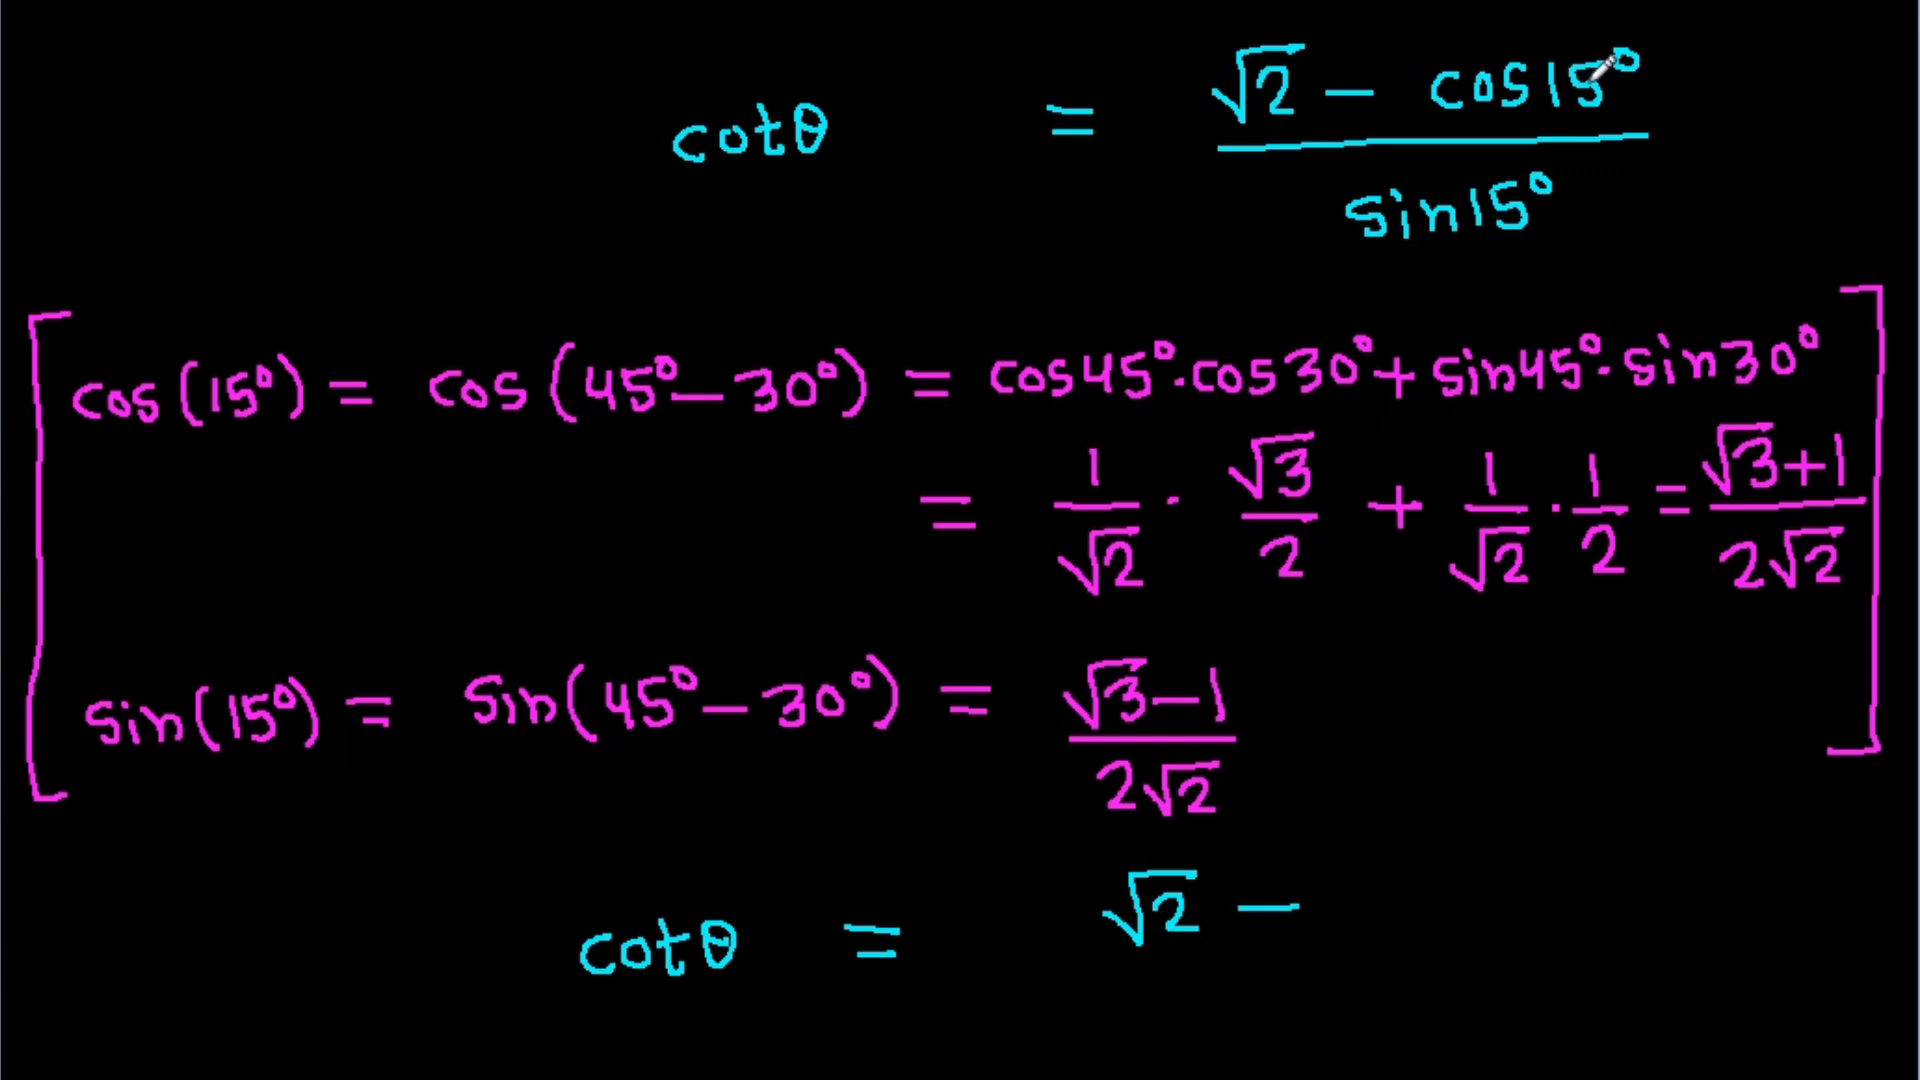 cotθ = (√2 − cos15°) / sin15°
[cos(15°) = cos(45° − 30°) = cos45°·cos30° + sin45°·sin30°
= 1/√2 · √3/2 + 1/√2 · 1/2 = (√3+1)/(2√2)
sin(15°) = sin(45° − 30°) = (√3−1)/(2√2)]
cotθ = √2 −